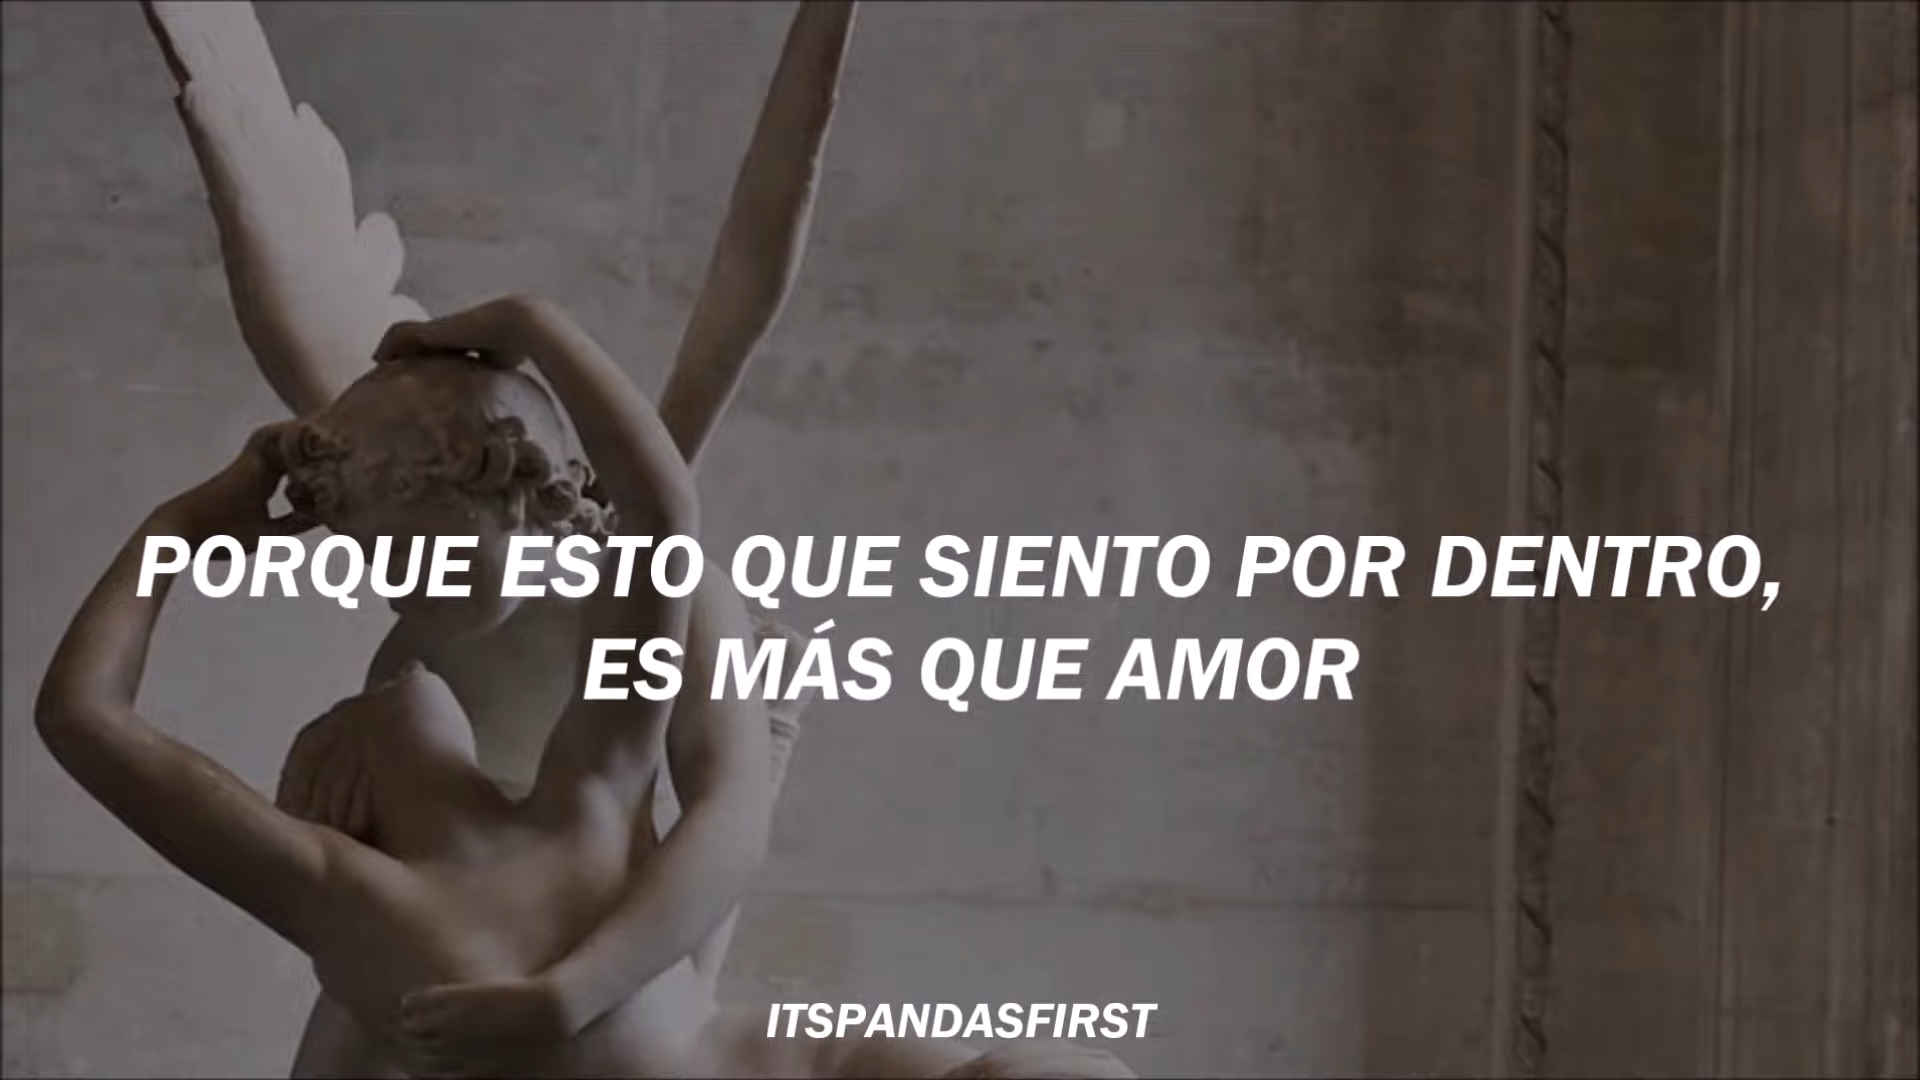 PORQUE ESTO QUE SIENTO POR DENTRO,
ES MÁS QUE AMOR
ITSPANDASFIRST